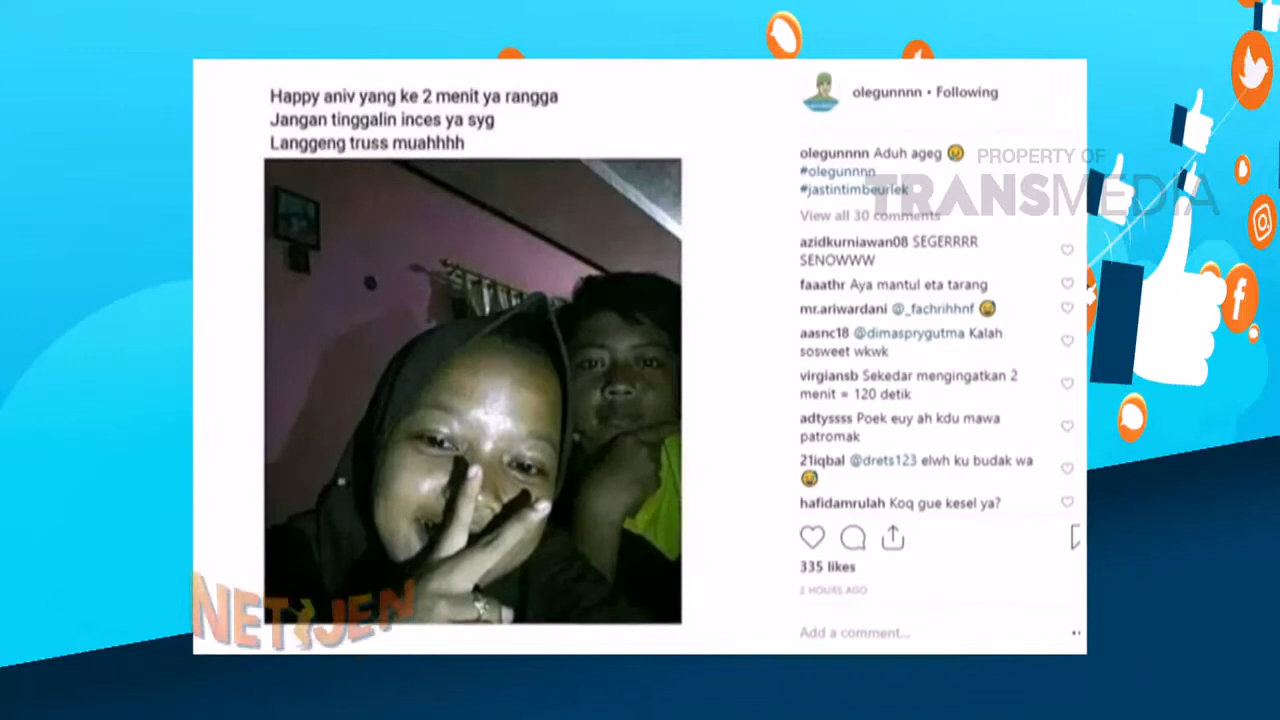 Happy aniv yang ke 2 menit ya rangga
Jangan tinggalin inces ya syg
Langgeng truss muahhhh
olegunnnn • Following
olegunnnn Aduh ageg 😂
#olegunnnn
#jastintimbeurlek
View all 30 comments
azidkurniawan08 SEGERRRR
SENOWWW
faaathr Aya mantul eta tarang
mr.ariwardani @_fachrihhnf 😂
aasnc18 @dimasprygutma Kalah
sosweet wkwk
virgiansb Sekedar mengingatkan 2
menit = 120 detik
adtyssss Poek euy ah kdu mawa
patromak
21iqbal @drets123 elwh ku budak wa
😂
hafidamrulah Koq gue kesel ya?
335 likes
2 HOURS AGO
Add a comment...
PROPERTY OF
TRANSMEDIA
NETIJEN